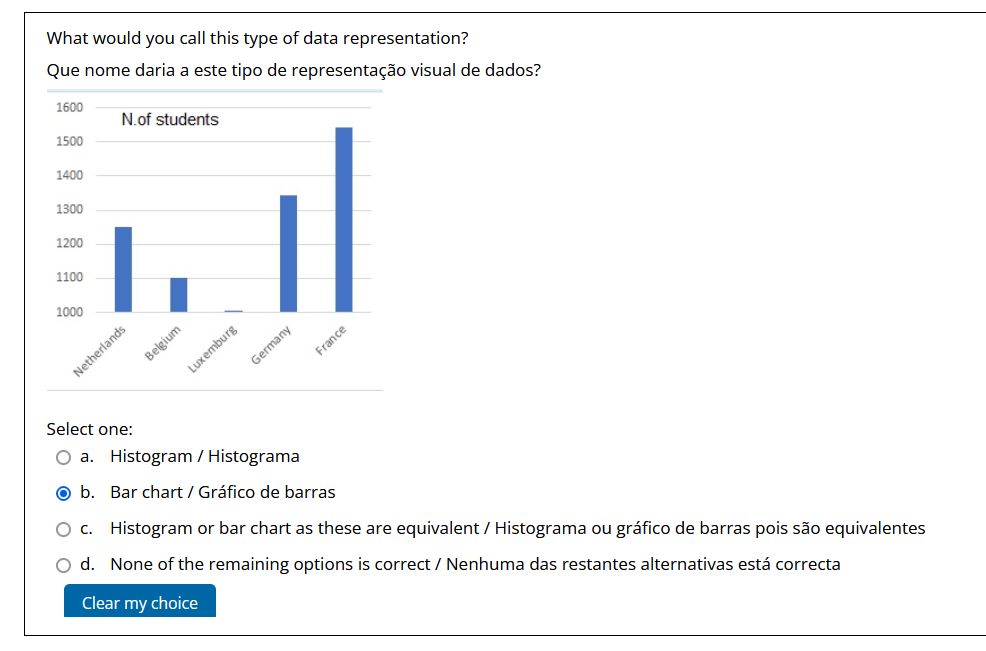 What would you call this type of data representation?
Que nome daria a este tipo de representação visual de dados?
N.of students
1600
1500
1400
1300
1200
1100
1000
Netherlands
Belgium
Luxemburg
Germany
France
Select one:
a. Histogram / Histograma
b. Bar chart / Gráfico de barras
c. Histogram or bar chart as these are equivalent / Histograma ou gráfico de barras pois são equivalentes
d. None of the remaining options is correct / Nenhuma das restantes alternativas está correcta
Clear my choice